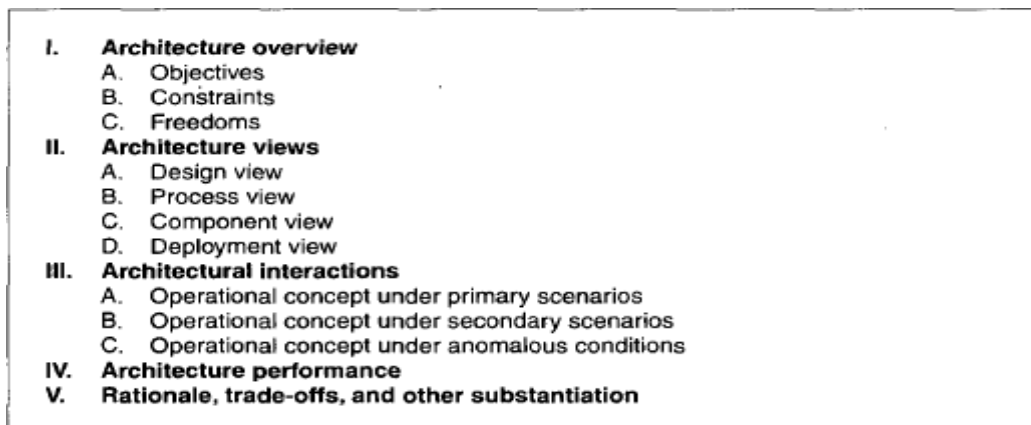 I. Architecture overview
A. Objectives
B. Constraints
C. Freedoms
II. Architecture views
A. Design view
B. Process view
C. Component view
D. Deployment view
III. Architectural interactions
A. Operational concept under primary scenarios
B. Operational concept under secondary scenarios
C. Operational concept under anomalous conditions
IV. Architecture performance
V. Rationale, trade-offs, and other substantiation